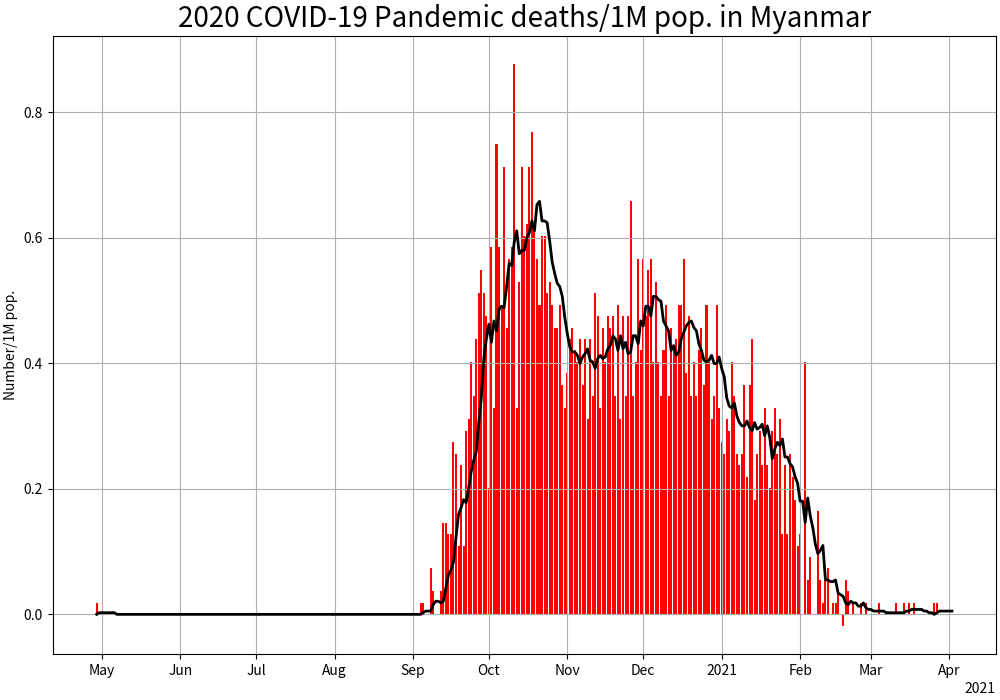 2020 COVID-19 Pandemic deaths/1M pop. in Myanmar
Number/1M pop.
0.8
0.6
0.4
0.2
0.0
May Jun Jul Aug Sep Oct Nov Dec 2021 Feb Mar Apr
2021